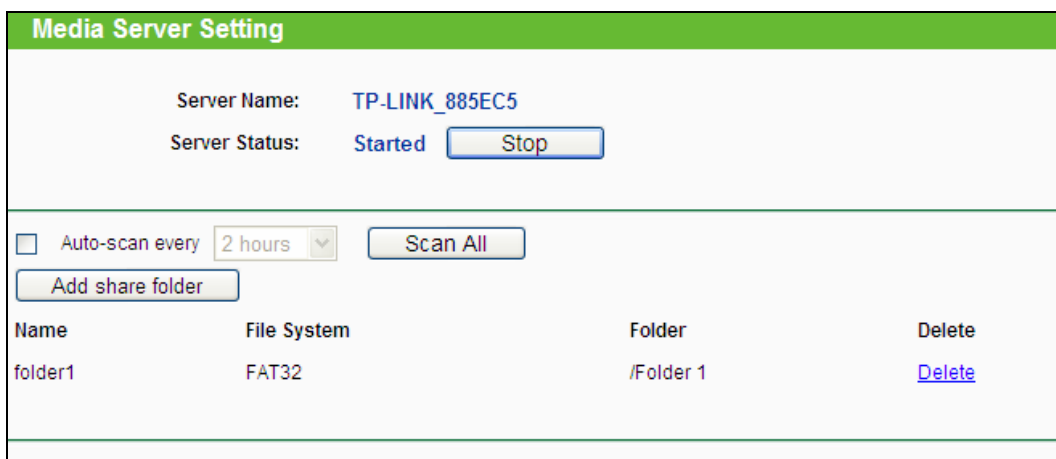 Media Server Setting
Server Name: TP-LINK_885EC5
Server Status: Started Stop
Auto-scan every 2 hours Scan All
Add share folder
Name File System Folder Delete
folder1 FAT32 /Folder 1 Delete